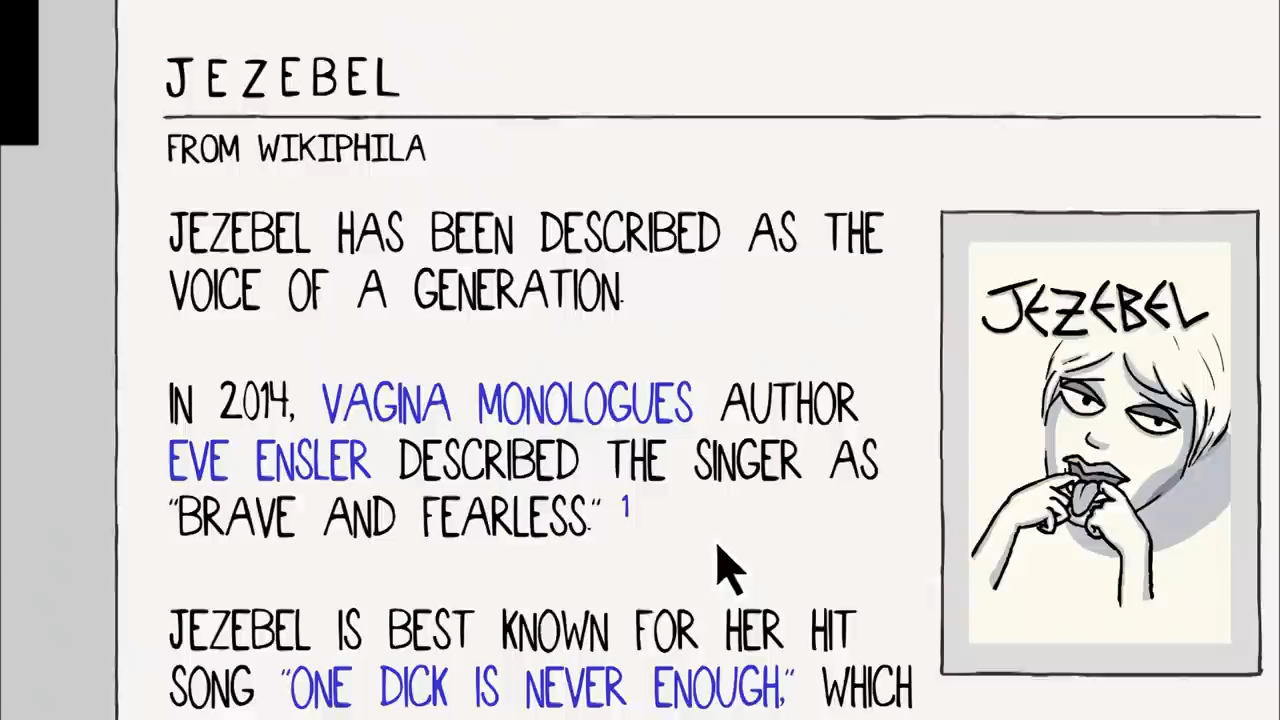 JEZEBEL
FROM WIKIPHILA
JEZEBEL HAS BEEN DESCRIBED AS THE
VOICE OF A GENERATION.
IN 2014, VAGINA MONOLOGUES AUTHOR
EVE ENSLER DESCRIBED THE SINGER AS
"BRAVE AND FEARLESS." 1
JEZEBEL IS BEST KNOWN FOR HER HIT
SONG "ONE DICK IS NEVER ENOUGH," WHICH
JEZEBEL